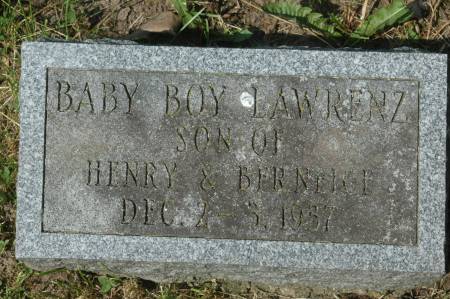 BABY BOY LAWRENZ
SON OF
HENRY & BERNEICE
DEC. 2-3, 1937